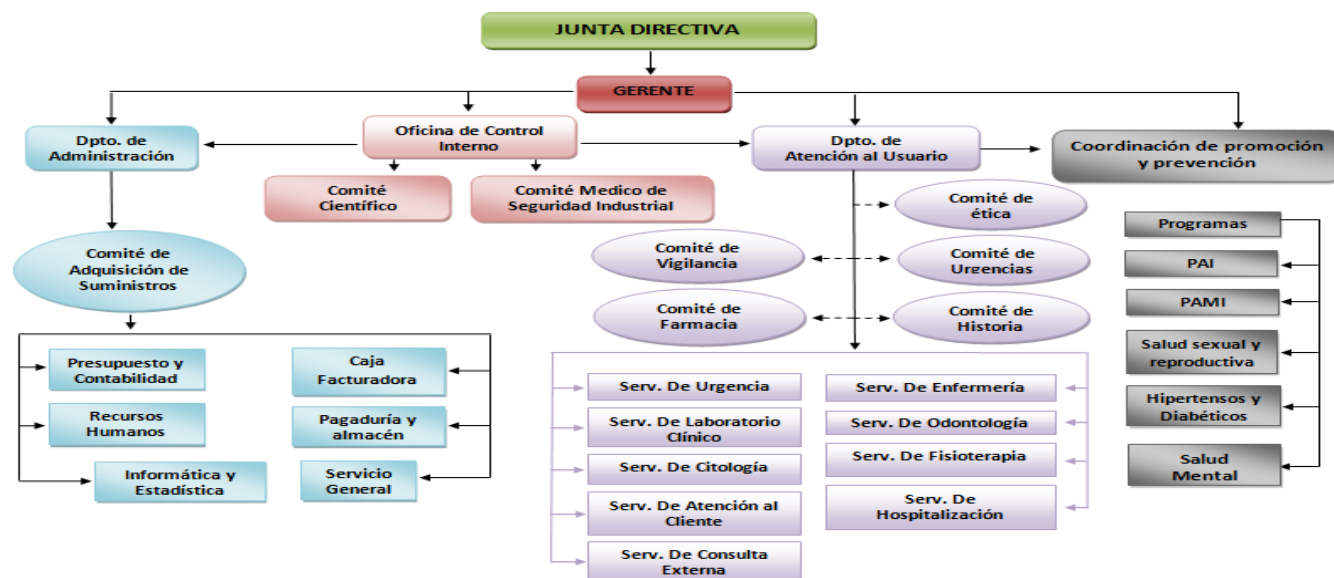 JUNTA DIRECTIVA
GERENTE
Dpto. de
Administración
Oficina de Control
Interno
Dpto. de
Atención al Usuario
Coordinación de promoción
y prevención
Comité
Científico
Comité Medico de
Seguridad Industrial
Comité de
Adquisición de
Suministros
Presupuesto y
Contabilidad
Caja
Facturadora
Recursos
Humanos
Pagaduría y
almacén
Informática y
Estadística
Servicio
General
Comité de
ética
Comité de
Vigilancia
Comité de
Urgencias
Comité de
Farmacia
Comité de
Historia
Serv. De Urgencia
Serv. De Laboratorio
Clínico
Serv. De Citología
Serv. De Atención al
Cliente
Serv. De Consulta
Externa
Serv. De Enfermería
Serv. De Odontología
Serv. De Fisioterapia
Serv. De
Hospitalización
Programas
PAI
PAMI
Salud sexual y
reproductiva
Hipertensos y
Diabéticos
Salud
Mental